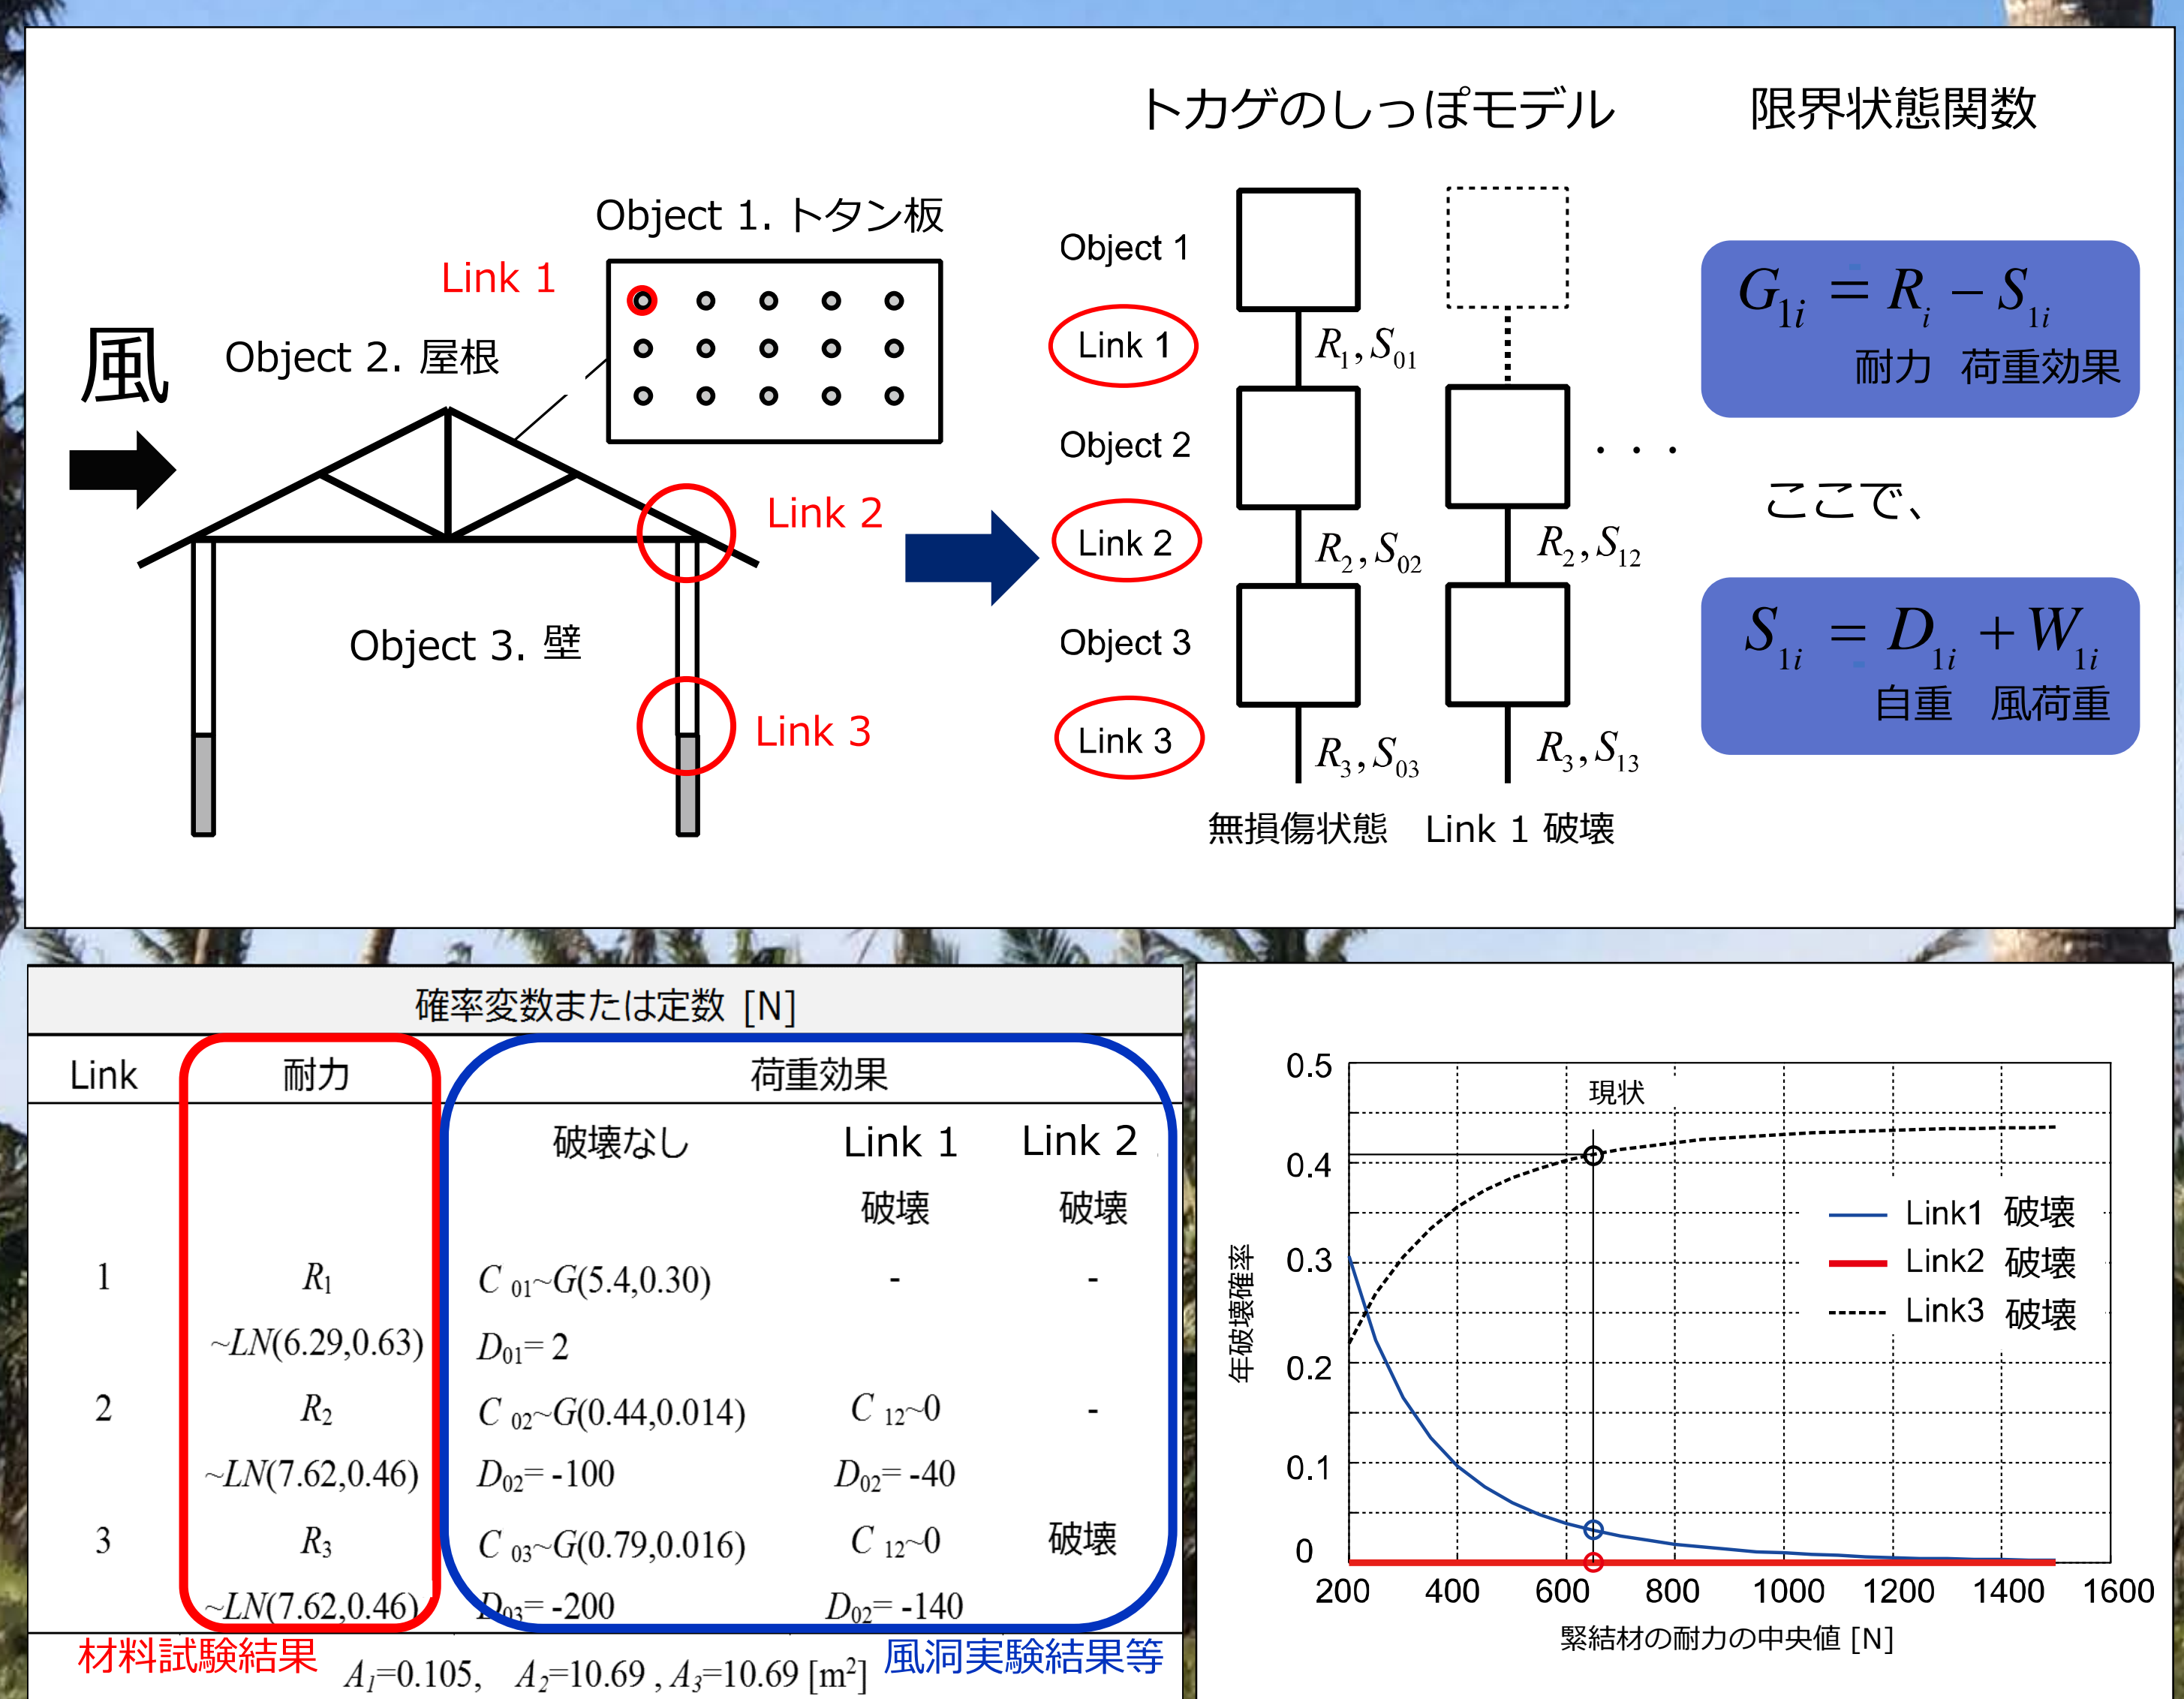 トカゲのしっぽモデル
限界状態関数
Object 1. トタン板
Link 1
風
Object 2. 屋根
Link 2
Object 3. 壁
Link 3
Object 1
Link 1
R1, S01
Object 2
Link 2
R2, S02
R2, S12
Object 3
Link 3
R3, S03
R3, S13
・・・
無損傷状態
Link 1 破壊
G1i = Ri − S1i
耐力 荷重効果
ここで、
S1i = D1i + W1i
自重 風荷重
確率変数または定数 [N]
Link 耐力 荷重効果
破壊なし Link 1 Link 2
破壊 破壊
1 R1 C 01~G(5.4,0.30) - -
~LN(6.29,0.63) D01= 2
2 R2 C 02~G(0.44,0.014) C 12~0 -
~LN(7.62,0.46) D02= -100 D02= -40
3 R3 C 03~G(0.79,0.016) C 12~0 破壊
~LN(7.62,0.46) D03= -200 D02= -140
材料試験結果
A1=0.105, A2=10.69 , A3=10.69 [m2]
風洞実験結果等
年破壊確率
0.5
0.4
0.3
0.2
0.1
0
現状
Link1 破壊
Link2 破壊
Link3 破壊
200 400 600 800 1000 1200 1400 1600
緊結材の耐力の中央値 [N]